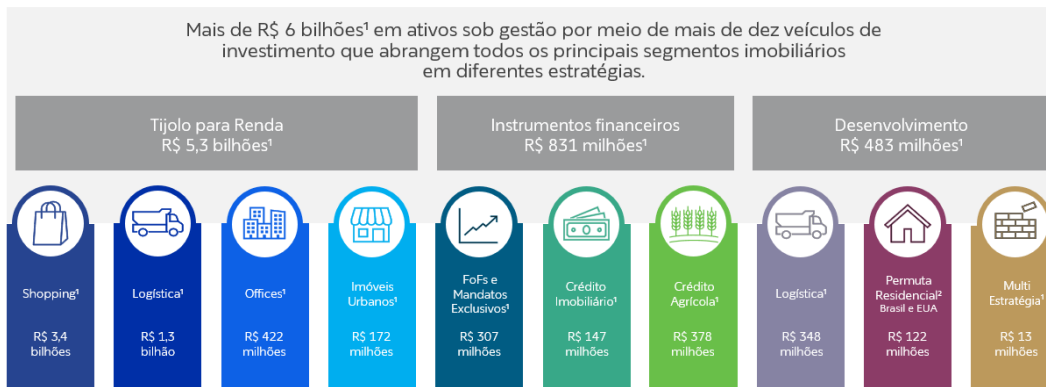 Mais de R$ 6 bilhões¹ em ativos sob gestão por meio de mais de dez veículos de
investimento que abrangem todos os principais segmentos imobiliários
em diferentes estratégias.
Tijolo para Renda
R$ 5,3 bilhões¹
Instrumentos financeiros
R$ 831 milhões¹
Desenvolvimento
R$ 483 milhões¹
Shopping¹
R$ 3,4
bilhões
Logística¹
R$ 1,3
bilhão
Offices¹
R$ 422
milhões
Imóveis
Urbanos¹
R$ 172
milhões
FoFs e
Mandatos
Exclusivos¹
R$ 307
milhões
Crédito
Imobiliário¹
R$ 147
milhões
Crédito
Agrícola¹
R$ 378
milhões
Logística¹
R$ 348
milhões
Permuta
Residencial²
Brasil e EUA
R$ 122
milhões
Multi
Estratégia¹
R$ 13
milhões